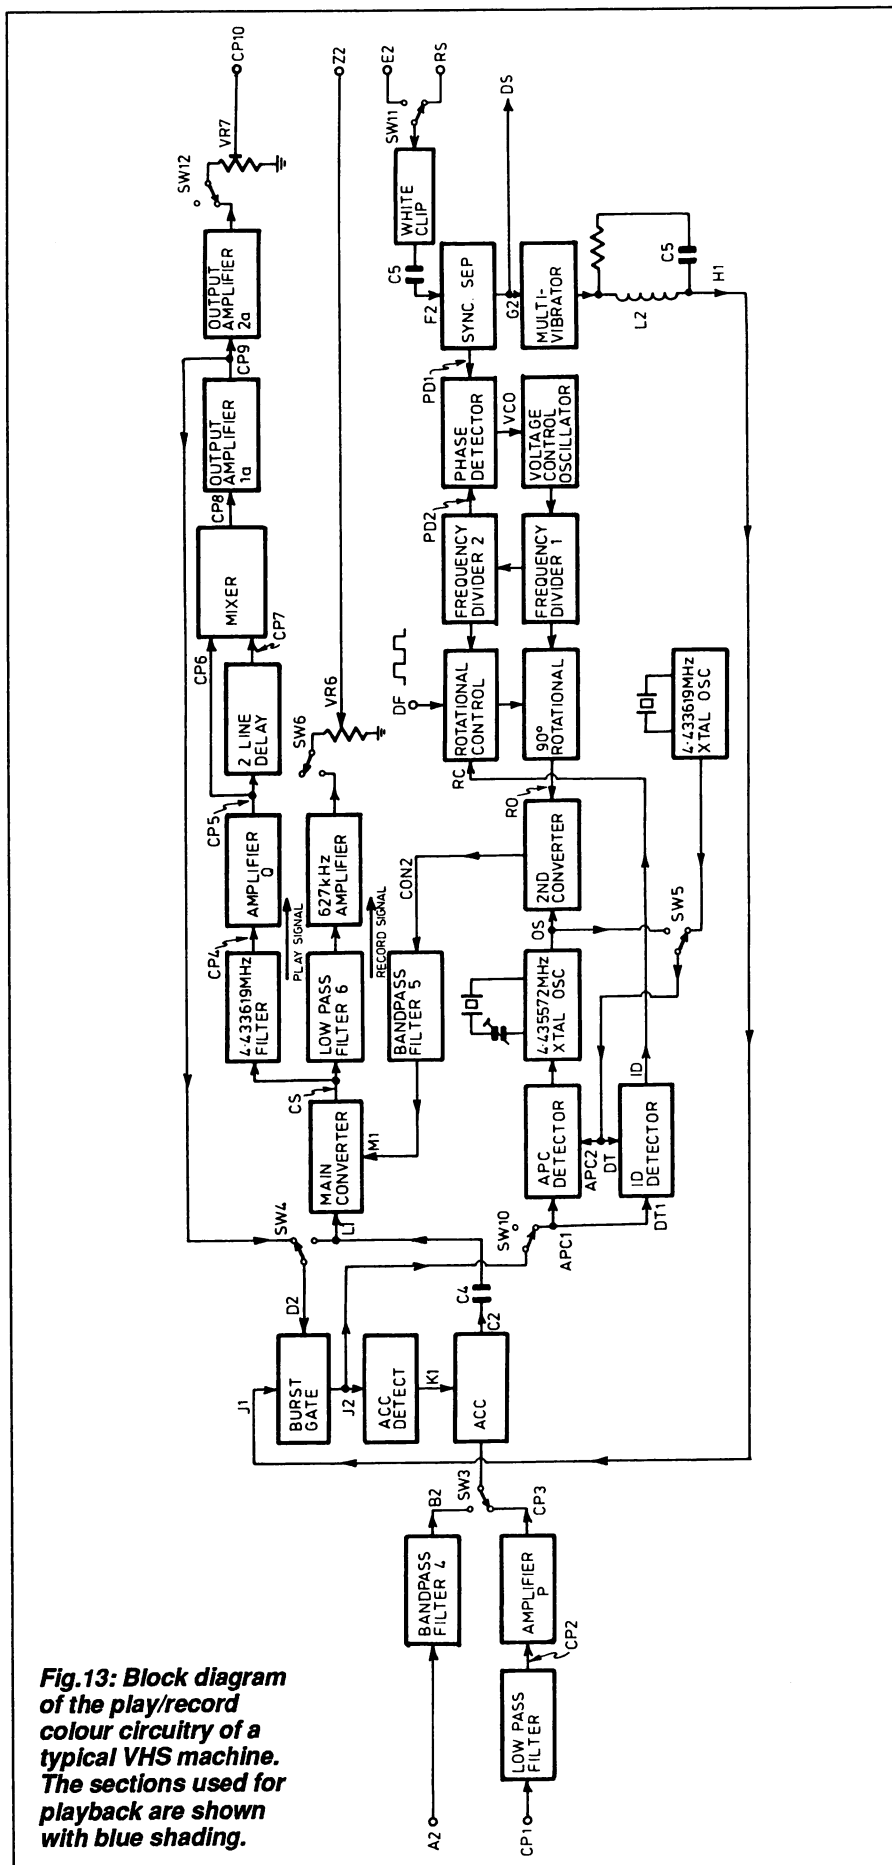 CP10
Z2
E2
RS
DS
SW12
VR7
SW11
WHITE
CLIP
C5
OUTPUT
AMPLIFIER
2a
CP9
OUTPUT
AMPLIFIER
1a
CP8
MIXER
CP6
CP7
2 LINE
DELAY
CP5
AMPLIFIER
Q
CP4
4·433619MHz
FILTER
PLAY SIGNAL
VR6
SW6
627kHz
AMPLIFIER
RECORD SIGNAL
LOW PASS
FILTER 6
CS
MAIN
CONVERTER
M1
L1
SW4
F2
SYNC. SEP
G2
MULTI-
VIBRATOR
L2
C5
H1
PD1
PHASE
DETECTOR
VCO
VOLTAGE
CONTROL
OSCILLATOR
PD2
FREQUENCY
DIVIDER 2
FREQUENCY
DIVIDER 1
DF
ROTATIONAL
CONTROL
90°
ROTATIONAL
RC
RO
4·433619MHz
XTAL OSC
2ND
CONVERTER
CON2
BANDPASS
FILTER 5
OS
SW5
4·435572MHz
XTAL OSC
ID
APC
DETECTOR
APC2
DT
ID
DETECTOR
SW10
APC1
DT1
D2
J1
BURST
GATE
J2
ACC
DETECT
K1
C4
C2
ACC
SW3
B2
CP3
BANDPASS
FILTER 4
AMPLIFIER
P
CP2
LOW PASS
FILTER
A2
CP1
Fig.13: Block diagram
of the play/record
colour circuitry of a
typical VHS machine.
The sections used for
playback are shown
with blue shading.